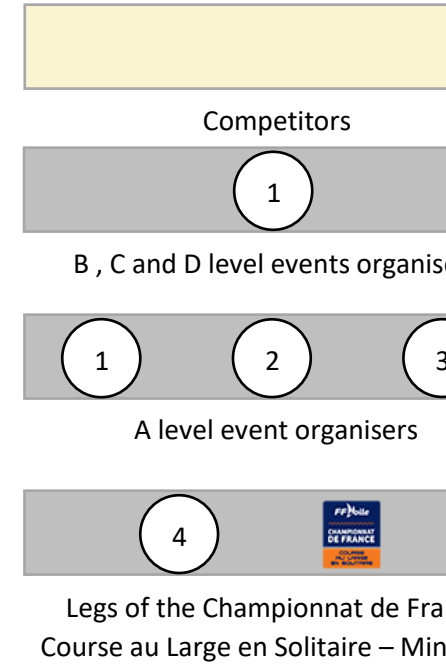 Competitors
1
B , C and D level events organise
1 2 3
A level event organisers
4
FFVoile
CHAMPIONNAT
DE FRANCE
COURSE
AU LARGE
EN SOLITAIRE
Legs of the Championnat de Fra
Course au Large en Solitaire – Min